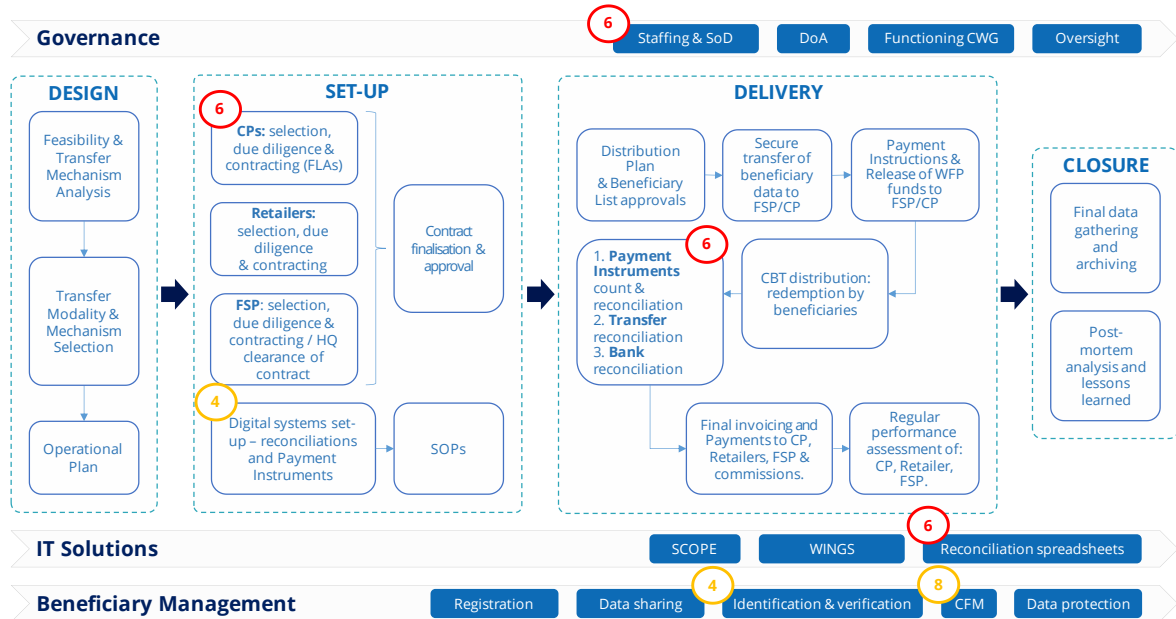 Governance
6
Staffing & SoD
DoA
Functioning CWG
Oversight
DESIGN
Feasibility &
Transfer
Mechanism
Analysis
Transfer
Modality &
Mechanism
Selection
Operational
Plan
SET-UP
6
CPs: selection,
due diligence &
contracting (FLAs)
Retailers:
selection, due
diligence
& contracting
FSP: selection,
due diligence &
contracting / HQ
clearance of
contract
Contract
finalisation &
approval
4
Digital systems set-
up – reconciliations
and Payment
Instruments
SOPs
DELIVERY
Distribution
Plan
& Beneficiary
List approvals
Secure
transfer of
beneficiary
data to
FSP/CP
Payment
Instructions &
Release of WFP
funds to
FSP/CP
6
1. Payment
Instruments
count &
reconciliation
2. Transfer
reconciliation
3. Bank
reconciliation
CBT distribution:
redemption by
beneficiaries
Final invoicing and
Payments to CP,
Retailers, FSP &
commissions.
Regular
performance
assessment of:
CP, Retailer,
FSP.
CLOSURE
Final data
gathering
and
archiving
Post-
mortem
analysis and
lessons
learned
IT Solutions
SCOPE
WINGS
6
Reconciliation spreadsheets
Beneficiary Management
Registration
Data sharing
4
Identification & verification
8
CFM
Data protection